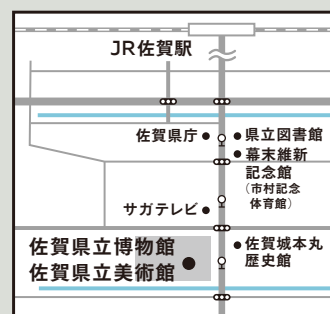 JR佐賀駅
佐賀県庁
県立図書館
幕末維新
記念館
(市村記念
体育館)
サガテレビ
佐賀県立博物館
佐賀県立美術館
佐賀城本丸
歴史館